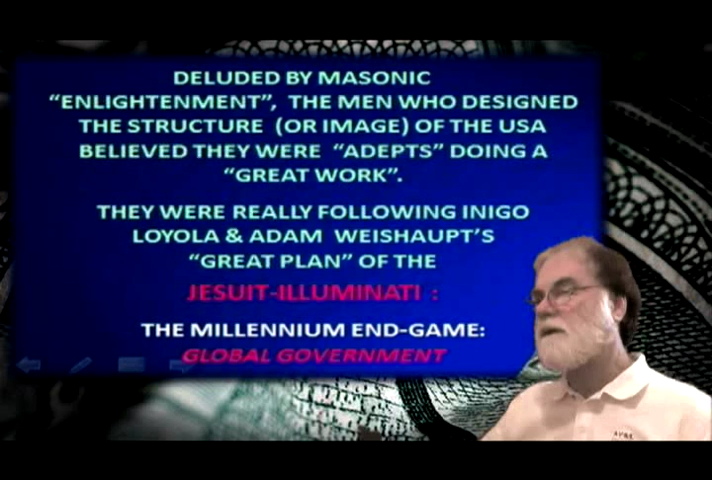 DELUDED BY MASONIC
“ENLIGHTENMENT”, THE MEN WHO DESIGNED
THE STRUCTURE (OR IMAGE) OF THE USA
BELIEVED THEY WERE “ADEPTS” DOING A
“GREAT WORK”.
THEY WERE REALLY FOLLOWING INIGO
LOYOLA & ADAM WEISHAUPT’S
“GREAT PLAN” OF THE
JESUIT-ILLUMINATI :
THE MILLENNIUM END-GAME:
GLOBAL GOVERNMENT